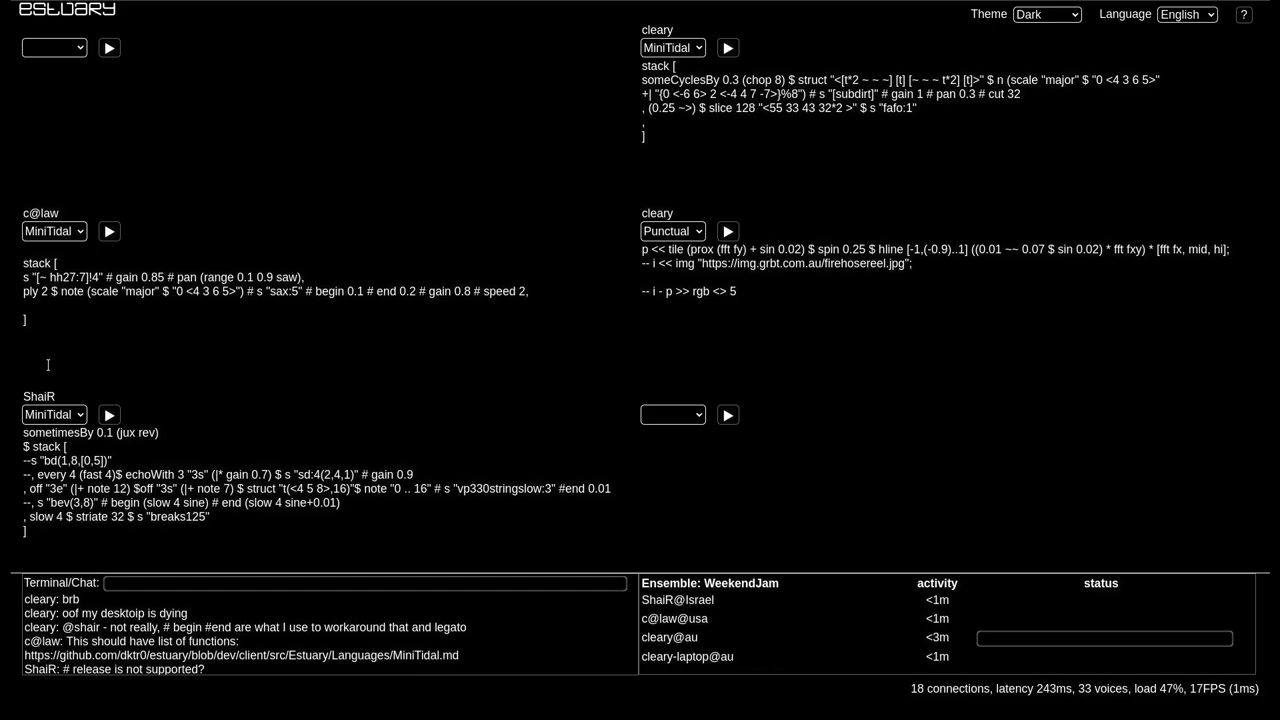 estuary
Theme Dark Language English ?
cleary
MiniTidal
stack [
someCyclesBy 0.3 (chop 8) $ struct "<[t*2 ~ ~ ~] [t] [~ ~ ~ t*2] [t]>" $ n (scale "major" $ "0 <4 3 6 5>"
+| "{0 <-6 6> 2 <-4 4 7 -7>}%8") # s "[subdirt]" # gain 1 # pan 0.3 # cut 32
, (0.25 ~>) $ slice 128 "<55 33 43 32*2 >" $ s "fafo:1"
,
]
c@law
MiniTidal
stack [
s "[~ hh27:7]!4" # gain 0.85 # pan (range 0.1 0.9 saw),
ply 2 $ note (scale "major" $ "0 <4 3 6 5>") # s "sax:5" # begin 0.1 # end 0.2 # gain 0.8 # speed 2,
]
cleary
Punctual
p << tile (prox (fft fy) + sin 0.02) $ spin 0.25 $ hline [-1,(-0.9)..1] ((0.01 ~~ 0.07 $ sin 0.02) * fft fxy) * [fft fx, mid, hi];
-- i << img "https://img.grbt.com.au/firehosereel.jpg";
-- i - p >> rgb <> 5
ShaiR
MiniTidal
sometimesBy 0.1 (jux rev)
$ stack [
--s "bd(1,8,[0,5])"
--, every 4 (fast 4)$ echoWith 3 "3s" (|* gain 0.7) $ s "sd:4(2,4,1)" # gain 0.9
, off "3e" (|+ note 12) $off "3s" (|+ note 7) $ struct "t(<4 5 8>,16)"$ note "0 .. 16" # s "vp330stringslow:3" #end 0.01
--, s "bev(3,8)" # begin (slow 4 sine) # end (slow 4 sine+0.01)
, slow 4 $ striate 32 $ s "breaks125"
]
Terminal/Chat:
cleary: brb
cleary: oof my desktoip is dying
cleary: @shair - not really, # begin #end are what I use to workaround that and legato
c@law: This should have list of functions:
https://github.com/dktr0/estuary/blob/dev/client/src/Estuary/Languages/MiniTidal.md
ShaiR: # release is not supported?
Ensemble: WeekendJam activity status
ShaiR@Israel <1m
c@law@usa <1m
cleary@au <3m
cleary-laptop@au <1m
18 connections, latency 243ms, 33 voices, load 47%, 17FPS (1ms)